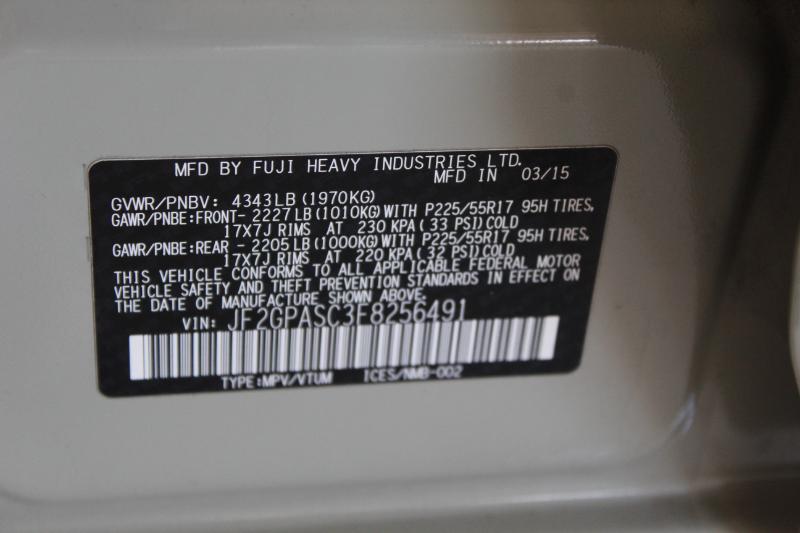 MFD BY FUJI HEAVY INDUSTRIES LTD.
MFD IN 03/15
GVWR/PNBV: 4343LB (1970KG)
GAWR/PNBE:FRONT- 2227LB(1010KG)WITH P225/55R17 95H TIRES,
17X7J RIMS AT 230 KPA(33 PSI)COLD
GAWR/PNBE:REAR - 2205LB(1000KG)WITH P225/55R17 95H TIRES,
17X7J RIMS AT 220 KPA(32 PSI)COLD
THIS VEHICLE CONFORMS TO ALL APPLICABLE FEDERAL MOTOR
VEHICLE SAFETY AND THEFT PREVENTION STANDARDS IN EFFECT ON
THE DATE OF MANUFACTURE SHOWN ABOVE.
VIN: JF2GPASC3F8256491
TYPE:MPV/VTUM ICES/NMB-002